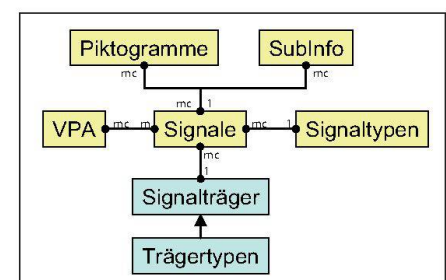 Piktogramme SubInfo
mc mc
mc 1
VPA mc m Signale mc 1 Signaltypen
mc
1
Signalträger
Trägertypen